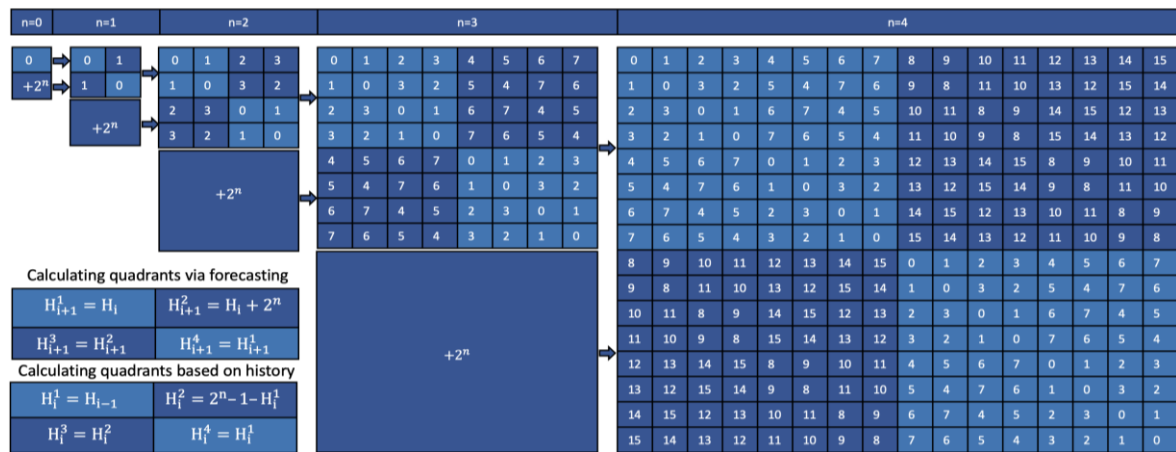 n=0 n=1 n=2 n=3 n=4
0
+2ⁿ
0 1
1 0
+2ⁿ
0 1 2 3
1 0 3 2
2 3 0 1
3 2 1 0
+2ⁿ
0 1 2 3 4 5 6 7
1 0 3 2 5 4 7 6
2 3 0 1 6 7 4 5
3 2 1 0 7 6 5 4
4 5 6 7 0 1 2 3
5 4 7 6 1 0 3 2
6 7 4 5 2 3 0 1
7 6 5 4 3 2 1 0
+2ⁿ
0 1 2 3 4 5 6 7 8 9 10 11 12 13 14 15
1 0 3 2 5 4 7 6 9 8 11 10 13 12 15 14
2 3 0 1 6 7 4 5 10 11 8 9 14 15 12 13
3 2 1 0 7 6 5 4 11 10 9 8 15 14 13 12
4 5 6 7 0 1 2 3 12 13 14 15 8 9 10 11
5 4 7 6 1 0 3 2 13 12 15 14 9 8 11 10
6 7 4 5 2 3 0 1 14 15 12 13 10 11 8 9
7 6 5 4 3 2 1 0 15 14 13 12 11 10 9 8
8 9 10 11 12 13 14 15 0 1 2 3 4 5 6 7
9 8 11 10 13 12 15 14 1 0 3 2 5 4 7 6
10 11 8 9 14 15 12 13 2 3 0 1 6 7 4 5
11 10 9 8 15 14 13 12 3 2 1 0 7 6 5 4
12 13 14 15 8 9 10 11 4 5 6 7 0 1 2 3
13 12 15 14 9 8 11 10 5 4 7 6 1 0 3 2
14 15 12 13 10 11 8 9 6 7 4 5 2 3 0 1
15 14 13 12 11 10 9 8 7 6 5 4 3 2 1 0
Calculating quadrants via forecasting
H¹ᵢ₊₁ = Hᵢ H²ᵢ₊₁ = Hᵢ + 2ⁿ
H³ᵢ₊₁ = H²ᵢ₊₁ H⁴ᵢ₊₁ = H¹ᵢ₊₁
Calculating quadrants based on history
H¹ᵢ = Hᵢ₋₁ H²ᵢ = 2ⁿ− 1 − H¹ᵢ
H³ᵢ = H²ᵢ H⁴ᵢ = H¹ᵢ